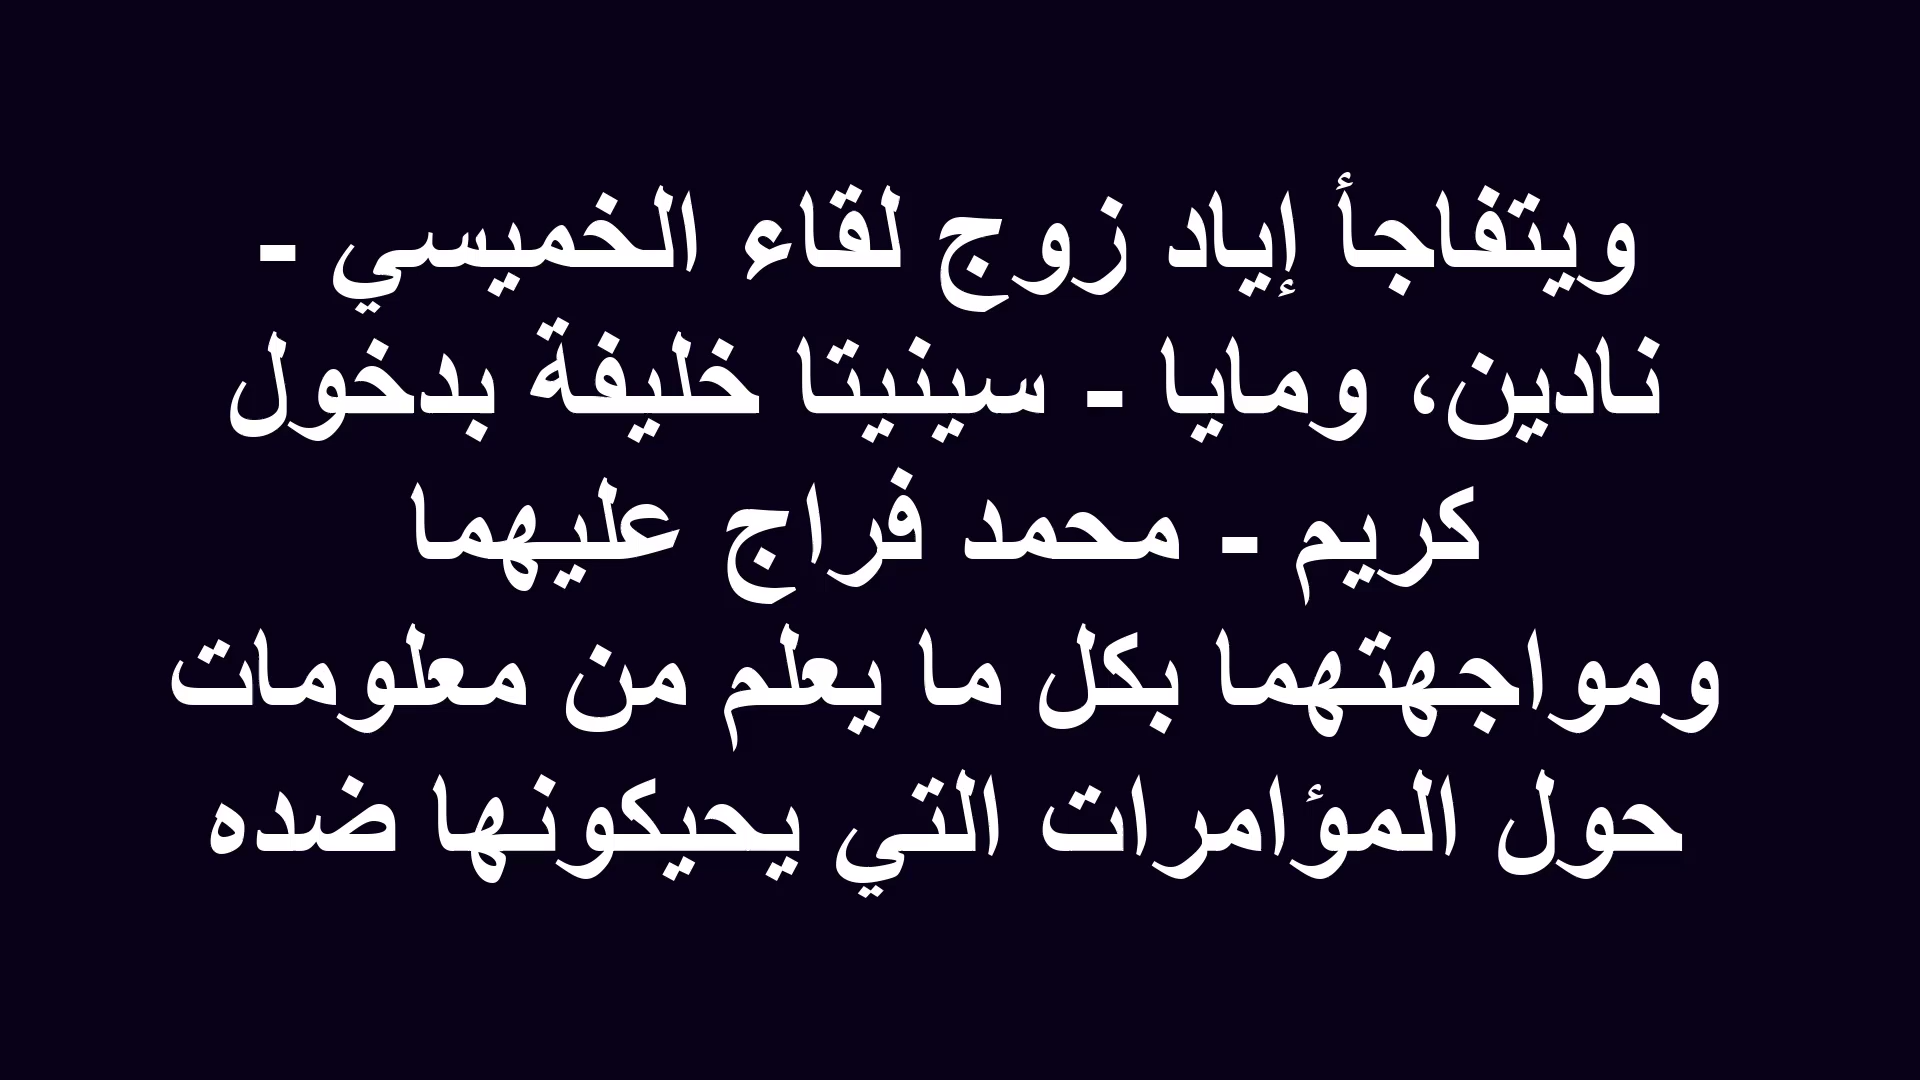 ويتفاجأ إياد زوج لقاء الخميسي -
نادين، ومايا - سينيتا خليفة بدخول
كريم - محمد فراج عليهما
ومواجهتهما بكل ما يعلم من معلومات
حول المؤامرات التي يحيكونها ضده